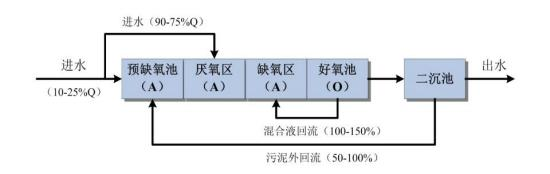 进水（90-75%Q）
进水
（10-25%Q）
预缺氧池
（A）
厌氧区
（A）
缺氧区
（A）
好氧池
（O）
二沉池
出水
混合液回流（100-150%）
污泥外回流（50-100%）